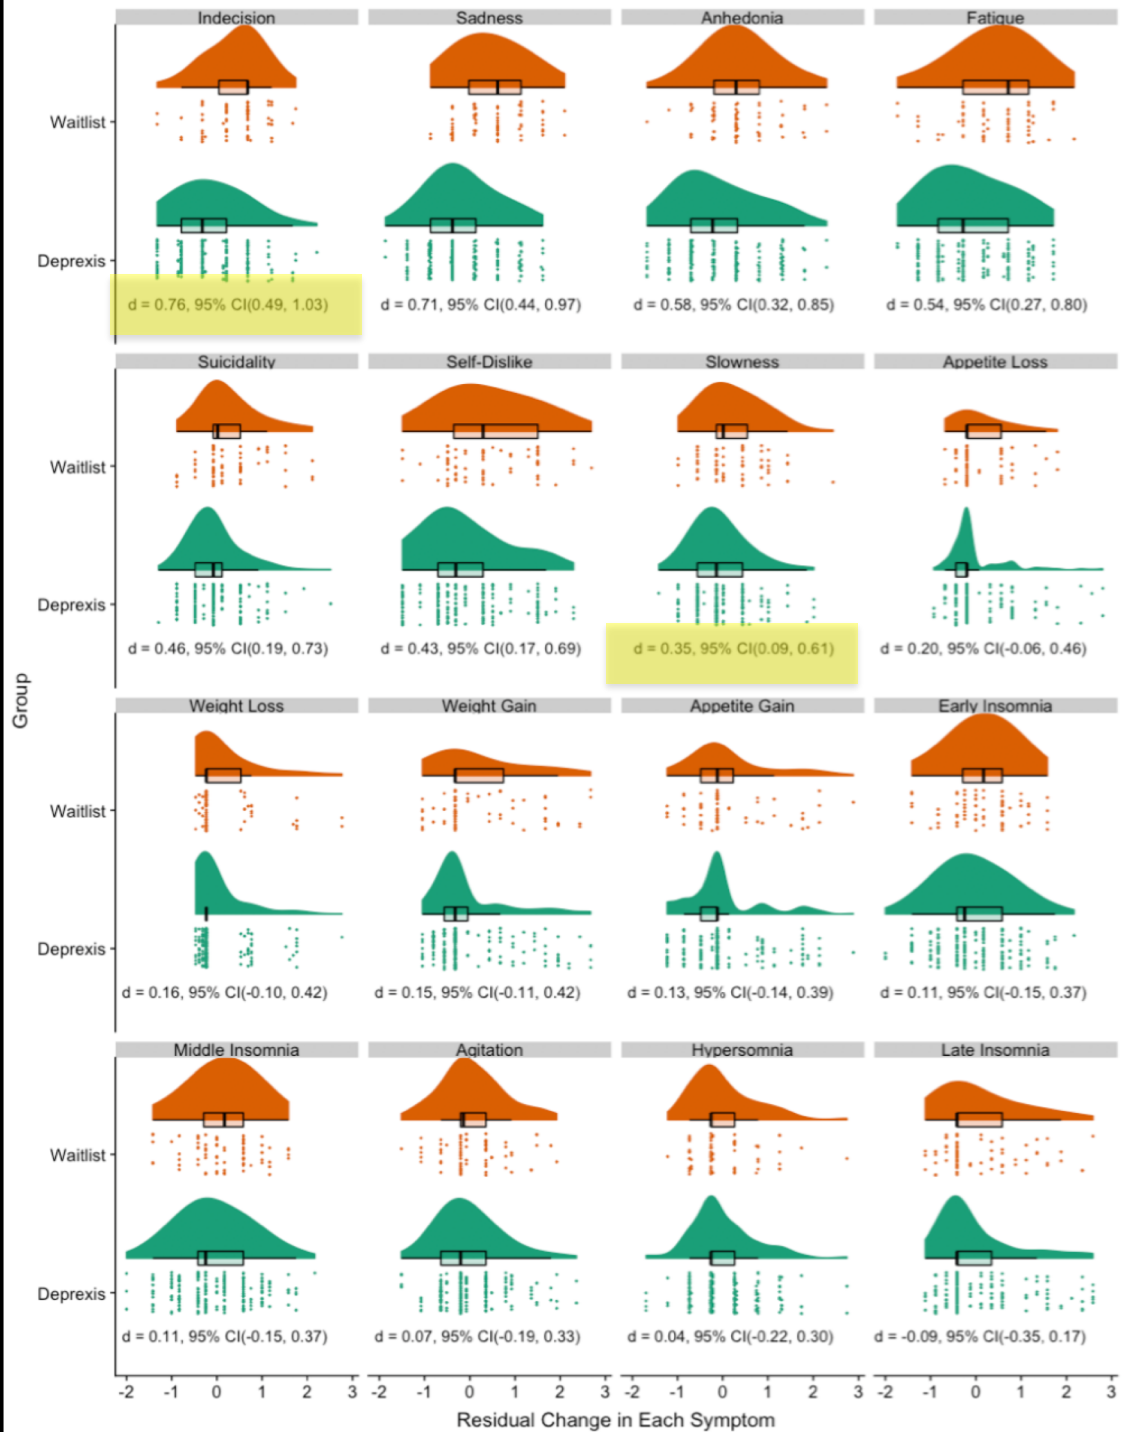 Indecision Sadness Anhedonia Fatigue
Waitlist
Deprexis
d = 0.76, 95% CI(0.49, 1.03) d = 0.71, 95% CI(0.44, 0.97) d = 0.58, 95% CI(0.32, 0.85) d = 0.54, 95% CI(0.27, 0.80)
Suicidality Self-Dislike Slowness Appetite Loss
Waitlist
Deprexis
d = 0.46, 95% CI(0.19, 0.73) d = 0.43, 95% CI(0.17, 0.69) d = 0.35, 95% CI(0.09, 0.61) d = 0.20, 95% CI(-0.06, 0.46)
Group
Weight Loss Weight Gain Appetite Gain Early Insomnia
Waitlist
Deprexis
d = 0.16, 95% CI(-0.10, 0.42) d = 0.15, 95% CI(-0.11, 0.42) d = 0.13, 95% CI(-0.14, 0.39) d = 0.11, 95% CI(-0.15, 0.37)
Middle Insomnia Agitation Hypersomnia Late Insomnia
Waitlist
Deprexis
d = 0.11, 95% CI(-0.15, 0.37) d = 0.07, 95% CI(-0.19, 0.33) d = 0.04, 95% CI(-0.22, 0.30) d = -0.09, 95% CI(-0.35, 0.17)
-2 -1 0 1 2 3 -2 -1 0 1 2 3 -2 -1 0 1 2 3 -2 -1 0 1 2 3
Residual Change in Each Symptom